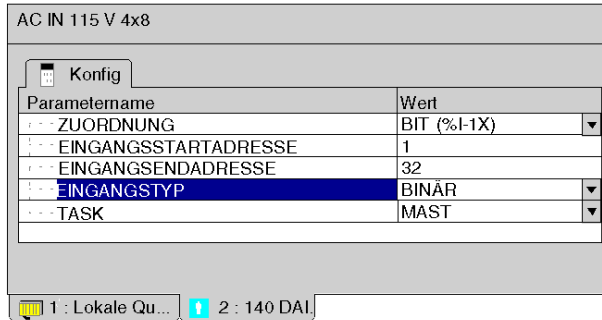 AC IN 115 V 4x8
Konfig
Parametername Wert
ZUORDNUNG BIT (%I-1X)
EINGANGSSTARTADRESSE 1
EINGANGSENDADRESSE 32
EINGANGSTYP BINÄR
TASK MAST
1 : Lokale Qu... 2 : 140 DAI.